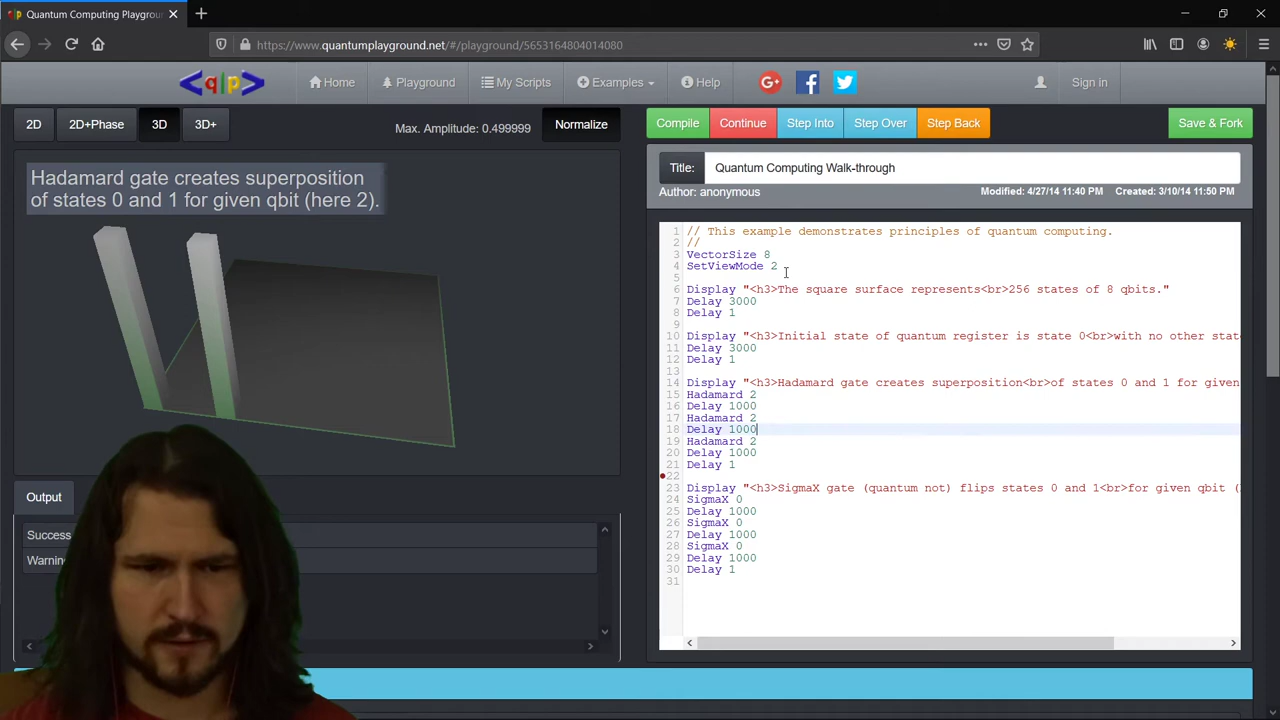 Quantum Computing Playgroun
https://www.quantumplayground.net/#/playground/5653164804014080
<q|p>
Home
Playground
My Scripts
Examples
Help
Sign in
2D
2D+Phase
3D
3D+
Max. Amplitude: 0.499999
Normalize
Compile
Continue
Step Into
Step Over
Step Back
Save & Fork
Hadamard gate creates superposition
of states 0 and 1 for given qbit (here 2).
Title:
Quantum Computing Walk-through
Author: anonymous
Modified: 4/27/14 11:40 PM
Created: 3/10/14 11:50 PM
1 // This example demonstrates principles of quantum computing.
2 //
3 VectorSize 8
4 SetViewMode 2
5
6 Display "<h3>The square surface represents<br>256 states of 8 qbits."
7 Delay 3000
8 Delay 1
9
10 Display "<h3>Initial state of quantum register is state 0<br>with no other stat
11 Delay 3000
12 Delay 1
13
14 Display "<h3>Hadamard gate creates superposition<br>of states 0 and 1 for given
15 Hadamard 2
16 Delay 1000
17 Hadamard 2
18 Delay 1000
19 Hadamard 2
20 Delay 1000
21 Delay 1
22
23 Display "<h3>SigmaX gate (quantum not) flips states 0 and 1<br>for given qbit (
24 SigmaX 0
25 Delay 1000
26 SigmaX 0
27 Delay 1000
28 SigmaX 0
29 Delay 1000
30 Delay 1
31
Output
Success
Warnin